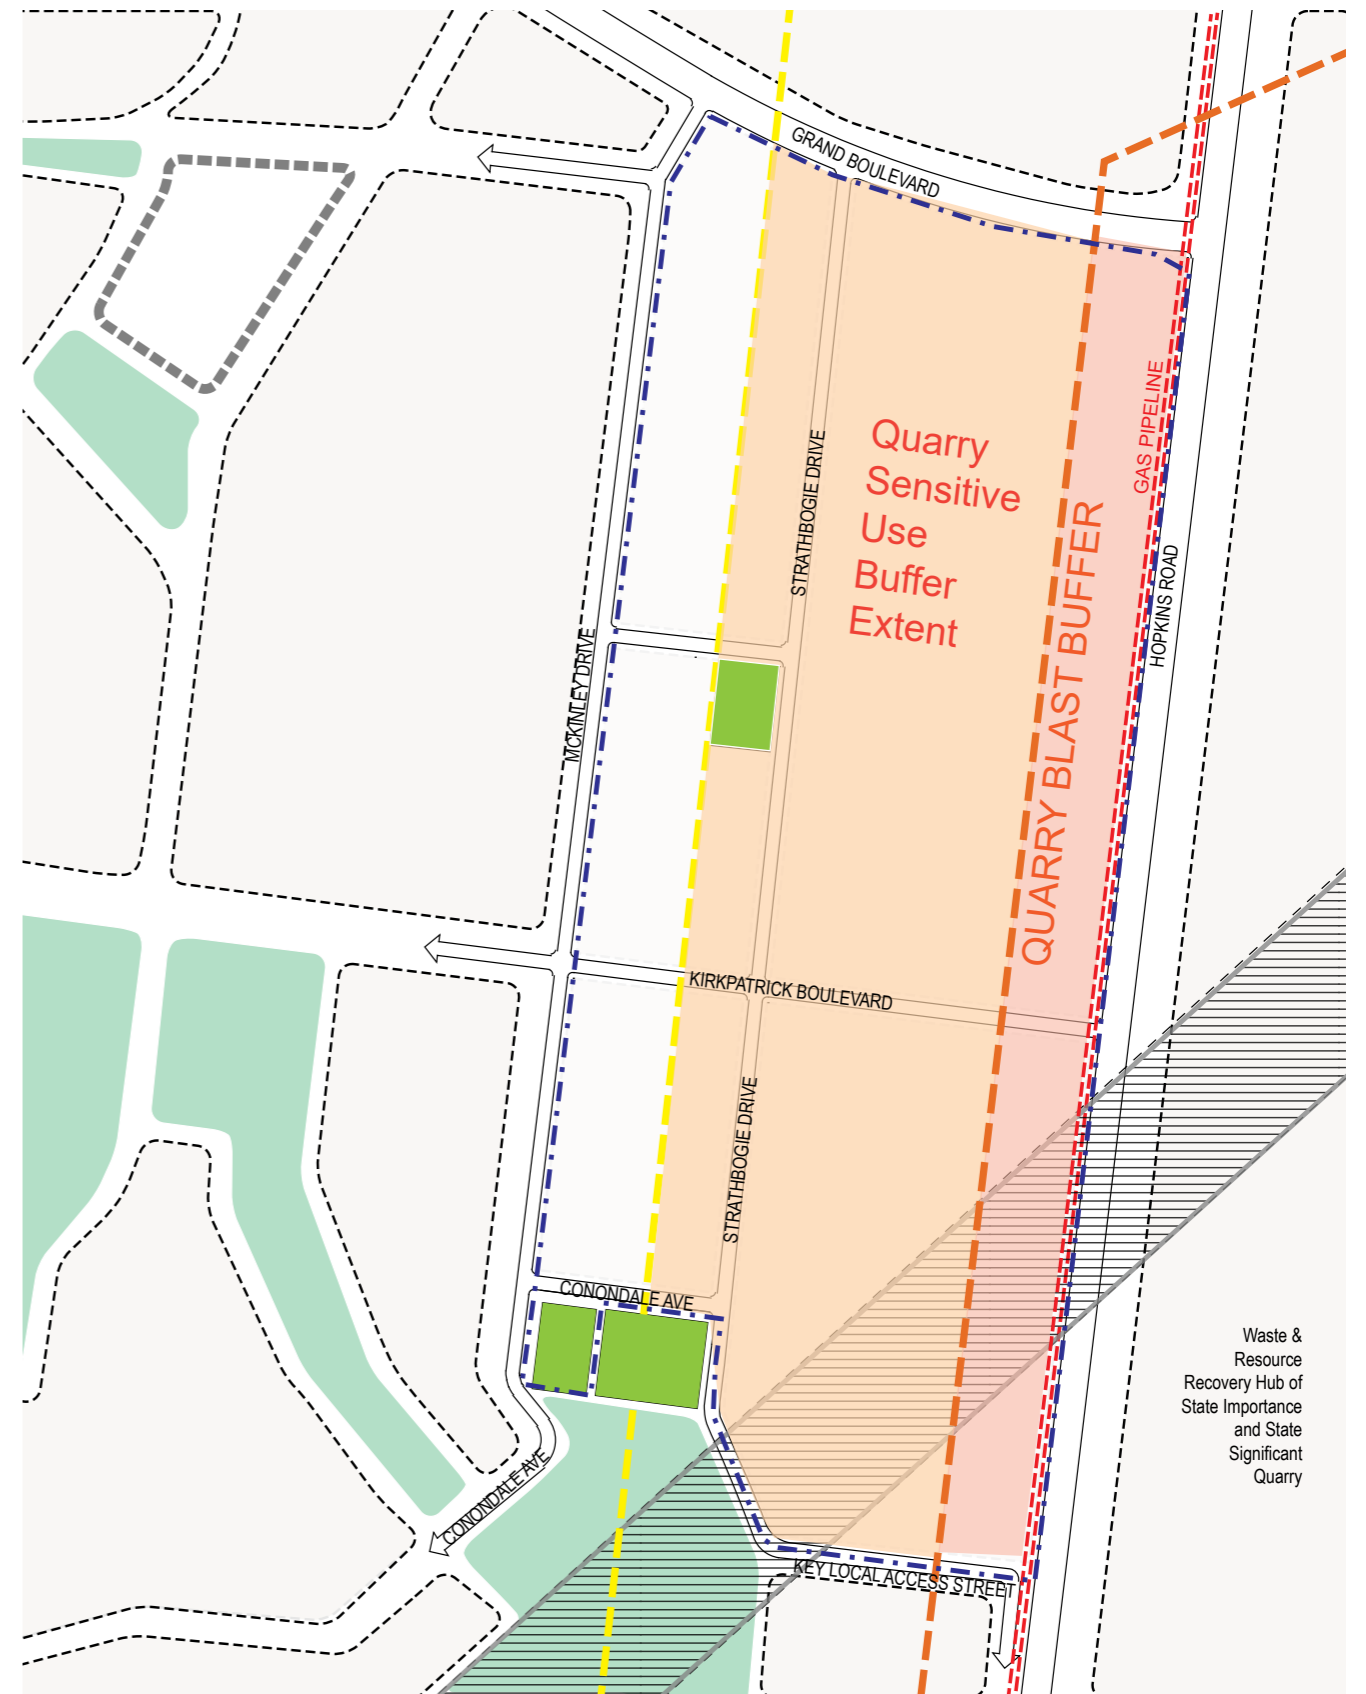 GRAND BOULEVARD
GAS PIPELINE
Quarry
Sensitive
Use
Buffer
Extent
STRATHBOGIE DRIVE
QUARRY BLAST BUFFER
HOPKINS ROAD
MCKINLEY DRIVE
KIRKPATRICK BOULEVARD
STRATHBOGIE DRIVE
CONONDALE AVE
Waste &
Resource
Recovery Hub of
State Importance
and State
Significant
Quarry
CONONDALE AVE
KEY LOCAL ACCESS STREET